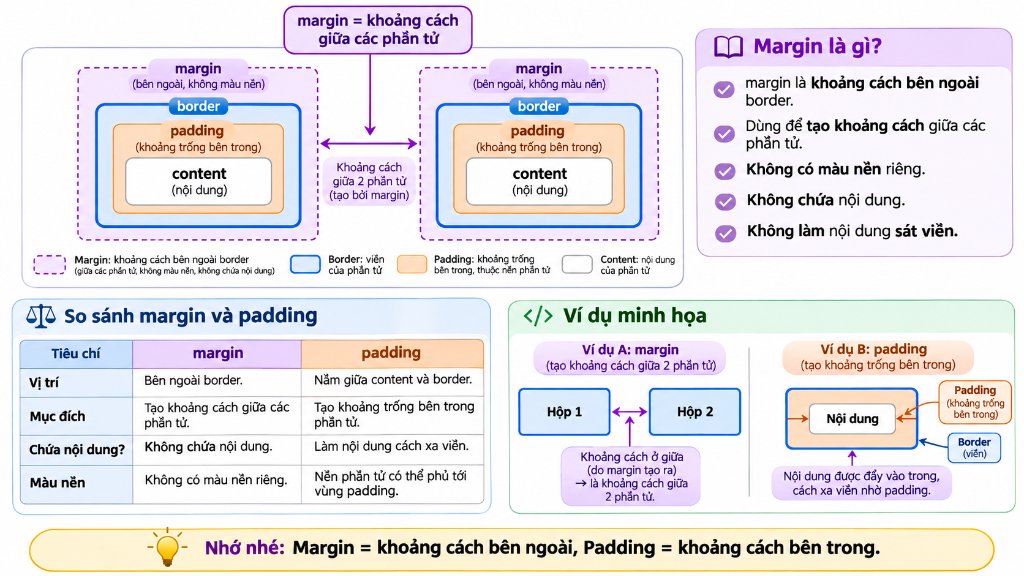 margin = khoảng cách
giữa các phần tử
margin
(bên ngoài, không màu nền)
border
padding
(khoảng trống bên trong)
content
(nội dung)
Khoảng cách
giữa 2 phần tử
(tạo bởi margin)
margin
(bên ngoài, không màu nền)
border
padding
(khoảng trống bên trong)
content
(nội dung)
Margin: khoảng cách bên ngoài border
(giữa các phần tử, không màu nền, không chứa nội dung)
Border: viền
của phần tử
Padding: khoảng trống
bên trong, thuộc nền phần tử
Content: nội dung
của phần tử
Margin là gì?
margin là khoảng cách bên ngoài
border.
Dùng để tạo khoảng cách giữa các
phần tử.
Không có màu nền riêng.
Không chứa nội dung.
Không làm nội dung sát viền.
So sánh margin và padding
Tiêu chí margin padding
Vị trí Bên ngoài border. Nằm giữa content và border.
Mục đích Tạo khoảng cách giữa các
phần tử.
Tạo khoảng trống bên trong
phần tử.
Chứa nội dung? Không chứa nội dung. Làm nội dung cách xa viền.
Màu nền Không có màu nền riêng. Nền phần tử có thể phủ tới
vùng padding.
</> Ví dụ minh họa
Ví dụ A: margin
(tạo khoảng cách giữa 2 phần tử)
Hộp 1
Hộp 2
Khoảng cách ở giữa
(do margin tạo ra)
→ là khoảng cách giữa
2 phần tử.
Ví dụ B: padding
(tạo khoảng trống bên trong)
Nội dung
Padding
(khoảng trống
bên trong)
Border
(viền)
Nội dung được đẩy vào trong,
cách xa viền nhờ padding.
Nhớ nhé: Margin = khoảng cách bên ngoài, Padding = khoảng cách bên trong.